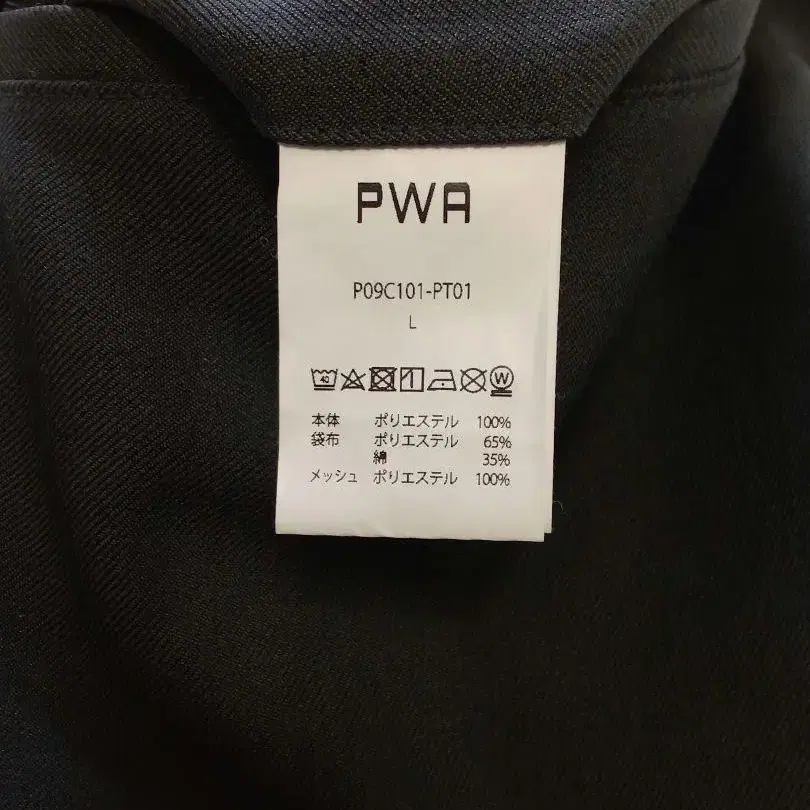 PWA
P09C101-PT01
L
40 W
本体 ポリエステル 100%
袋布 ポリエステル 65%
綿 35%
メッシュ ポリエステル 100%